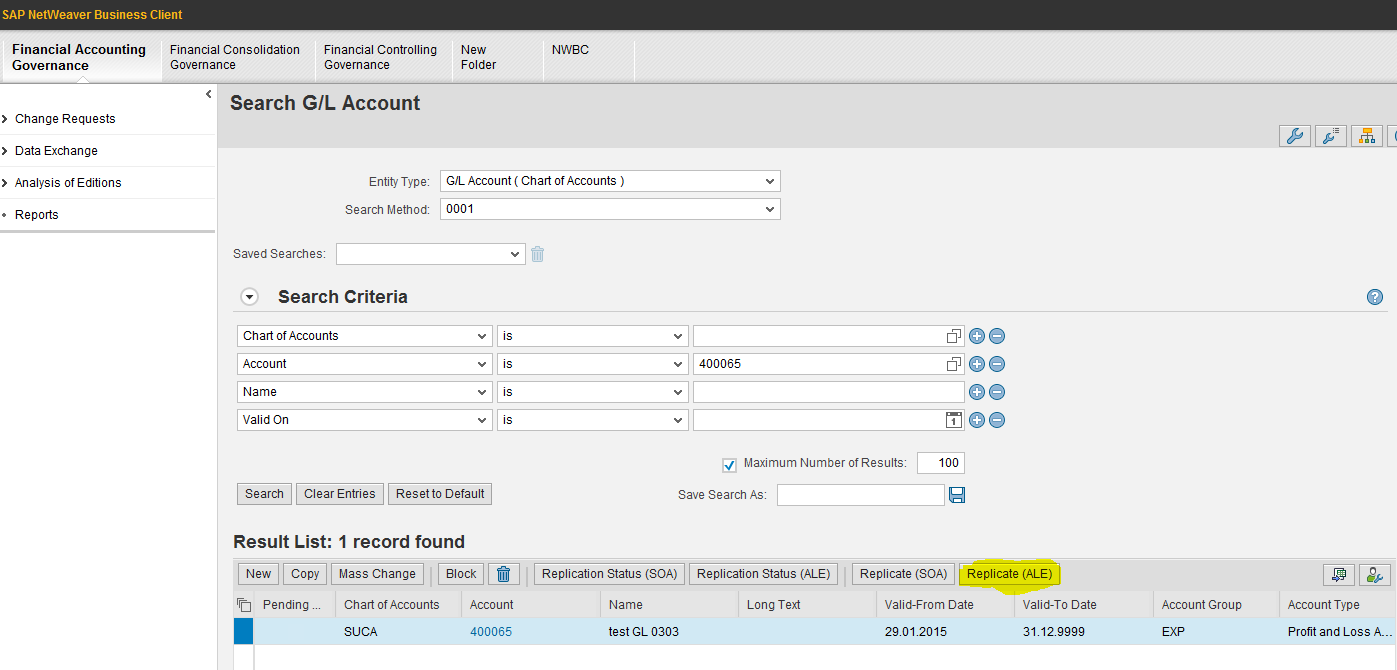 SAP NetWeaver Business Client
Financial Accounting Governance
Financial Consolidation Governance
Financial Controlling Governance
New Folder
NWBC
Change Requests
Data Exchange
Analysis of Editions
Reports
Search G/L Account
Entity Type: G/L Account ( Chart of Accounts )
Search Method: 0001
Saved Searches:
Search Criteria
Chart of Accounts is
Account is 400065
Name is
Valid On is
Maximum Number of Results: 100
Search Clear Entries Reset to Default Save Search As:
Result List: 1 record found
New Copy Mass Change Block Replication Status (SOA) Replication Status (ALE) Replicate (SOA) Replicate (ALE)
Pending ... Chart of Accounts Account Name Long Text Valid-From Date Valid-To Date Account Group Account Type
SUCA 400065 test GL 0303 29.01.2015 31.12.9999 EXP Profit and Loss A...